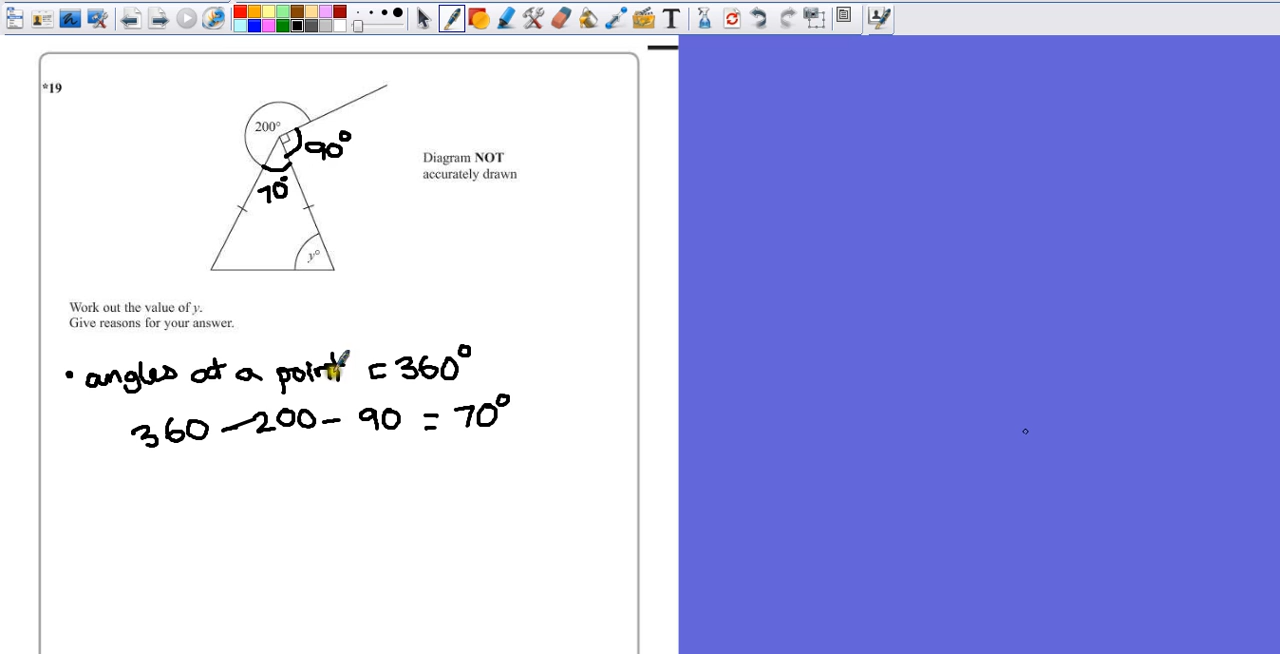 *19
200°
90°
Diagram NOT
accurately drawn
70°
y°
Work out the value of y.
Give reasons for your answer.
• angles at a point = 360°
360 - 200 - 90 = 70°